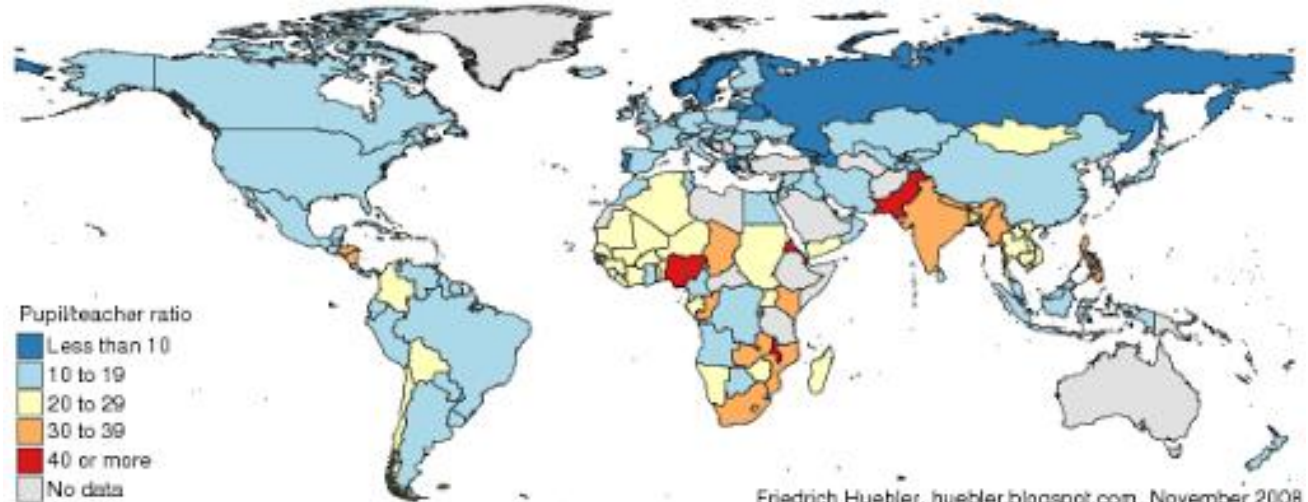 Pupil/teacher ratio
Less than 10
10 to 19
20 to 29
30 to 39
40 or more
No data
Friedrich Huebler, huebler.blogspot.com, November 2008